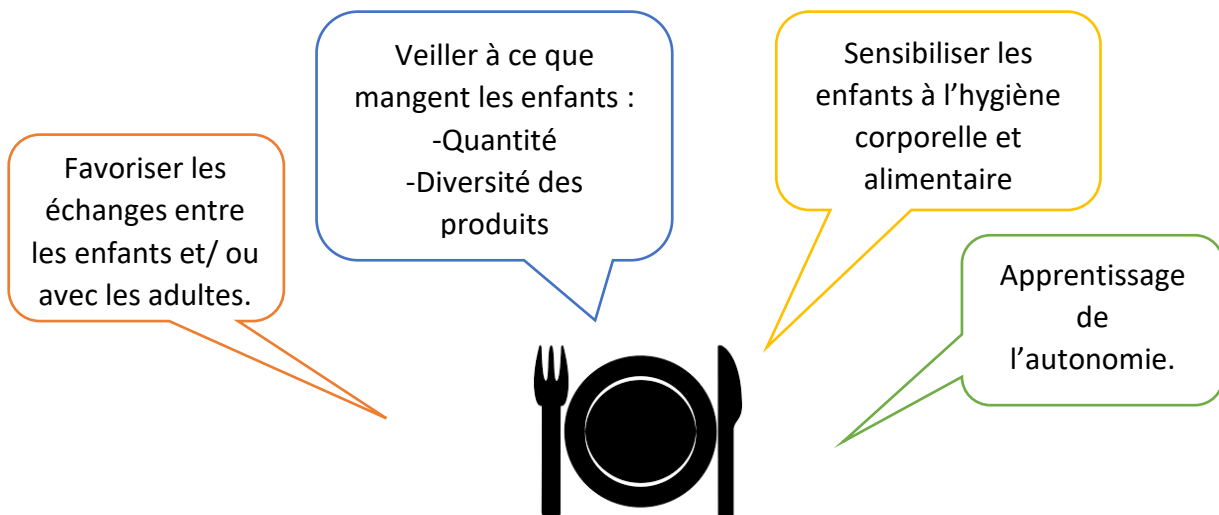 Favoriser les
échanges entre
les enfants et/ ou
avec les adultes.
Veiller à ce que
mangent les enfants :
-Quantité
-Diversité des
produits
Sensibiliser les
enfants à l’hygiène
corporelle et
alimentaire
Apprentissage
de
l’autonomie.